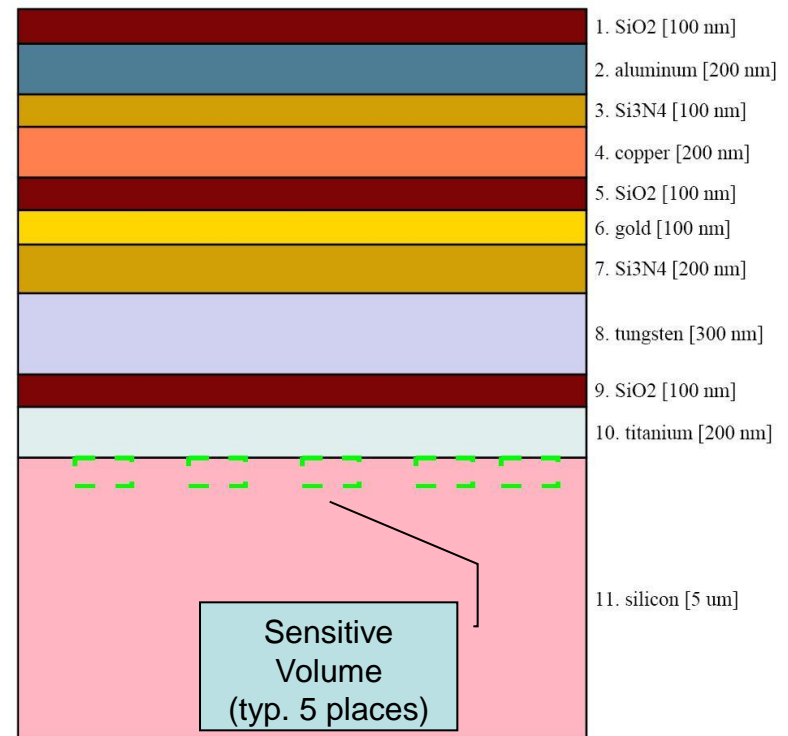 1. SiO2 [100 nm]
2. aluminum [200 nm]
3. Si3N4 [100 nm]
4. copper [200 nm]
5. SiO2 [100 nm]
6. gold [100 nm]
7. Si3N4 [200 nm]
8. tungsten [300 nm]
9. SiO2 [100 nm]
10. titanium [200 nm]
11. silicon [5 um]
Sensitive
Volume
(typ. 5 places)